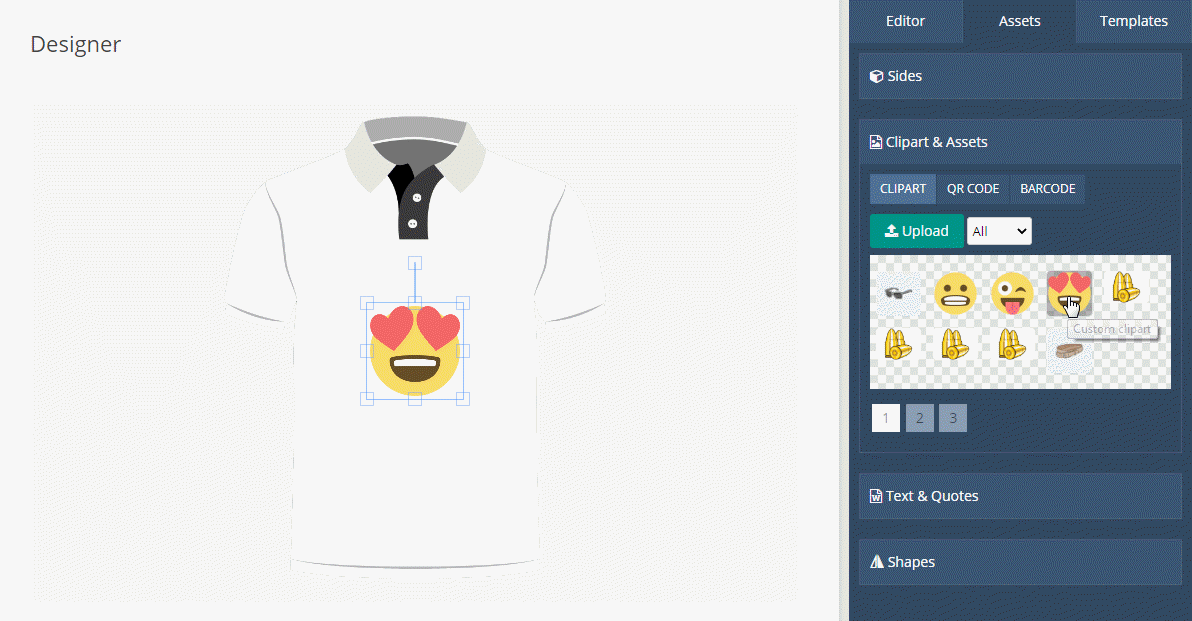 Designer
Editor Assets Templates
Sides
Clipart & Assets
CLIPART QR CODE BARCODE
Upload All
Custom clipart
1 2 3
Text & Quotes
Shapes